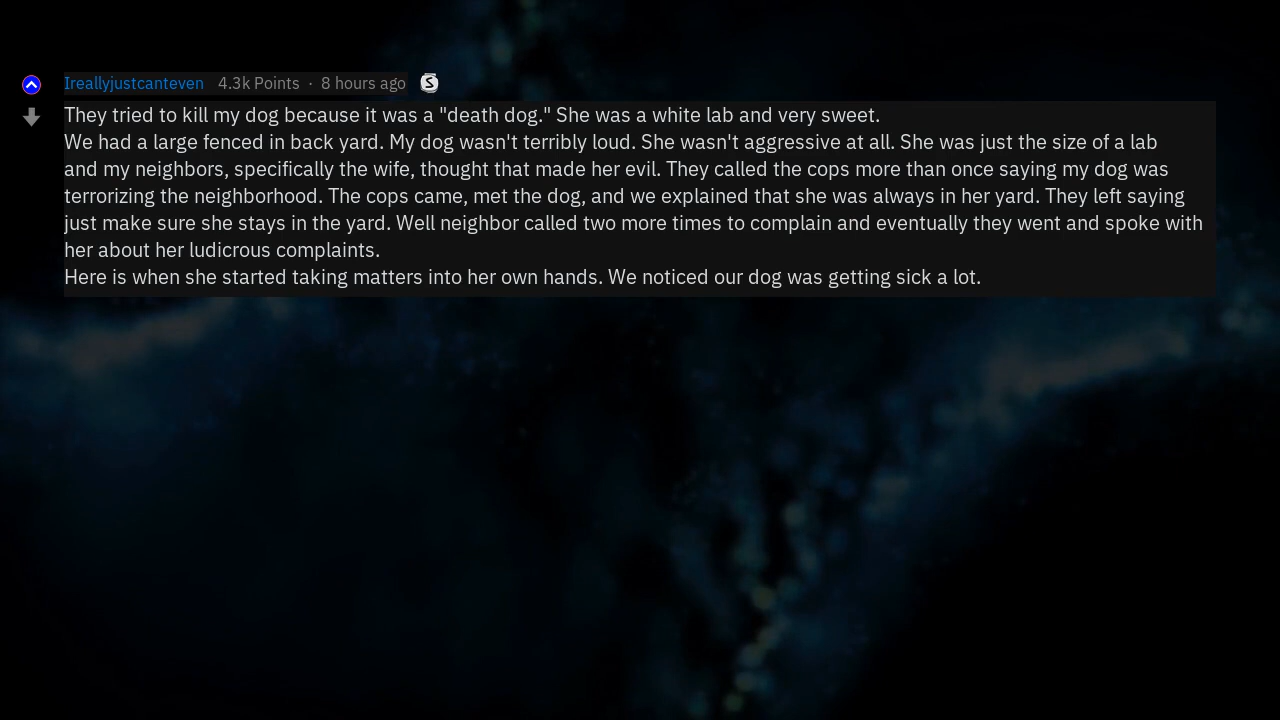 Ireallyjustcanteven 4.3k Points · 8 hours ago S
They tried to kill my dog because it was a "death dog." She was a white lab and very sweet.
We had a large fenced in back yard. My dog wasn't terribly loud. She wasn't aggressive at all. She was just the size of a lab
and my neighbors, specifically the wife, thought that made her evil. They called the cops more than once saying my dog was
terrorizing the neighborhood. The cops came, met the dog, and we explained that she was always in her yard. They left saying
just make sure she stays in the yard. Well neighbor called two more times to complain and eventually they went and spoke with
her about her ludicrous complaints.
Here is when she started taking matters into her own hands. We noticed our dog was getting sick a lot.